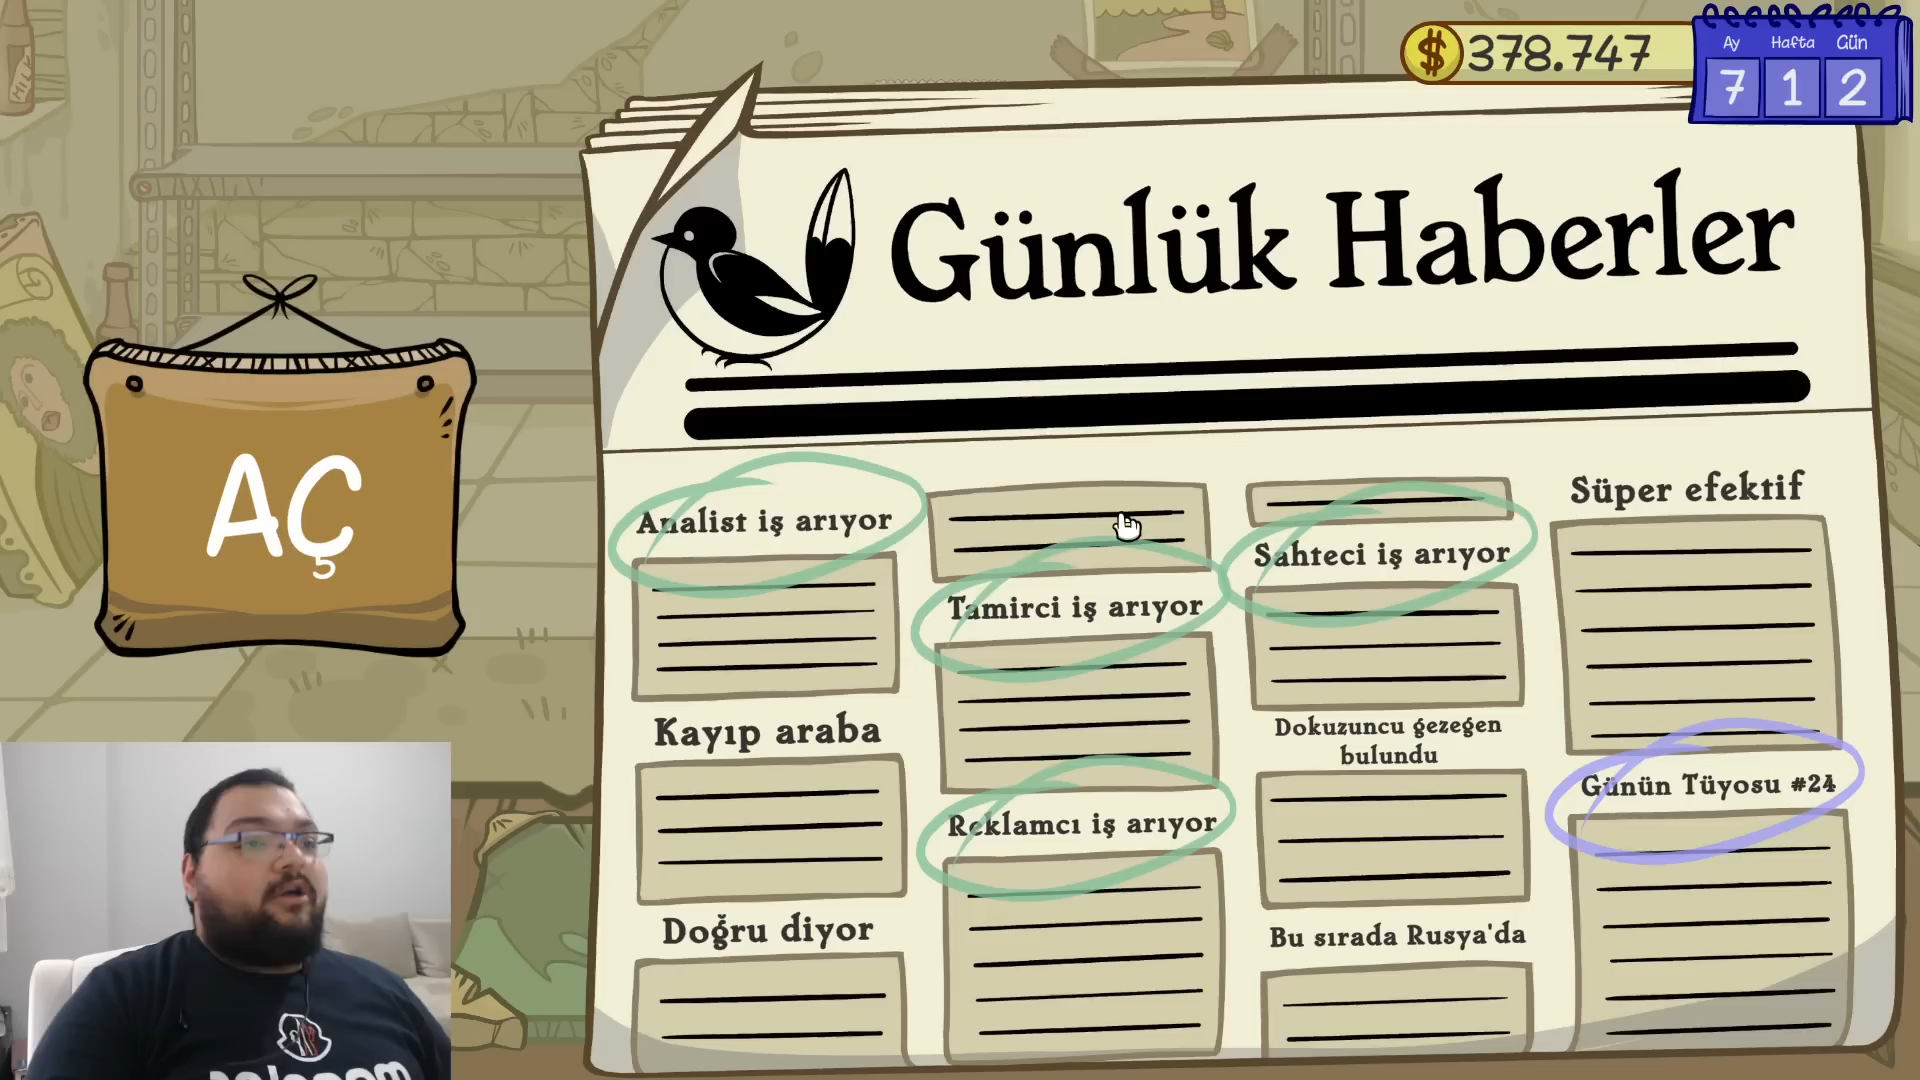 $ 378.747
Ay Hafta Gün
7 1 2
Günlük Haberler
AÇ
Analist iş arıyor
Kayıp araba
Doğru diyor
Tamirci iş arıyor
Reklamcı iş arıyor
Sahteci iş arıyor
Dokuzuncu gezegen
bulundu
Bu sırada Rusya'da
Süper efektif
Günün Tüyosu #24
MILK